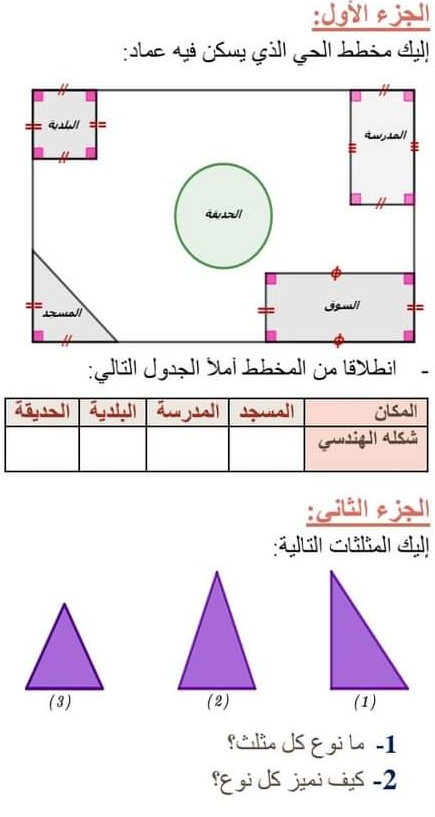 الجزء الأول:
إليك مخطط الحي الذي يسكن فيه عماد:
البلدية
المدرسة
الحديقة
المسجد
السوق
- انطلاقا من المخطط أملأ الجدول التالي:
المكان المسجد المدرسة البلدية الحديقة
شكله الهندسي
الجزء الثاني:
إليك المثلثات التالية:
(1) (2) (3)
1- ما نوع كل مثلث؟
2- كيف نميز كل نوع؟